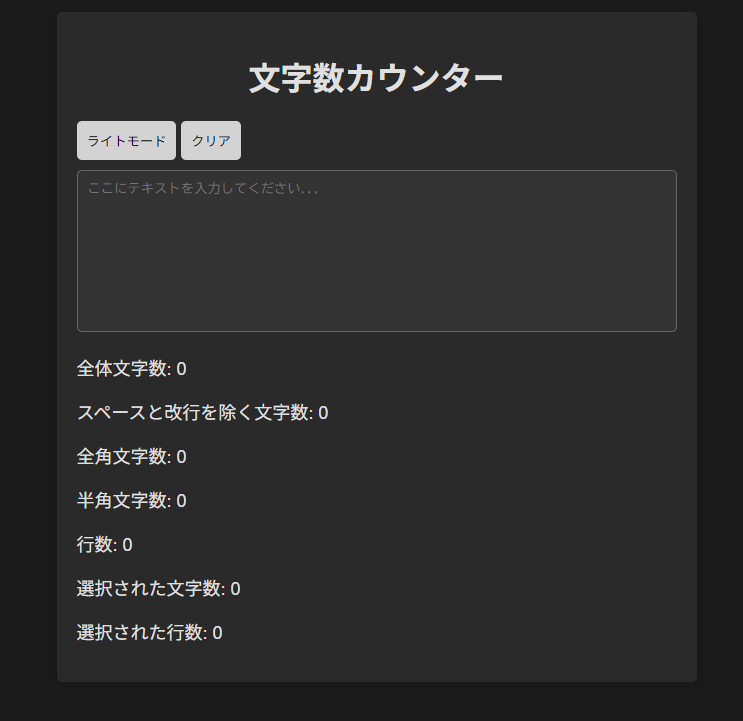 文字数カウンター
ライトモード クリア
ここにテキストを入力してください...
全体文字数: 0
スペースと改行を除く文字数: 0
全角文字数: 0
半角文字数: 0
行数: 0
選択された文字数: 0
選択された行数: 0